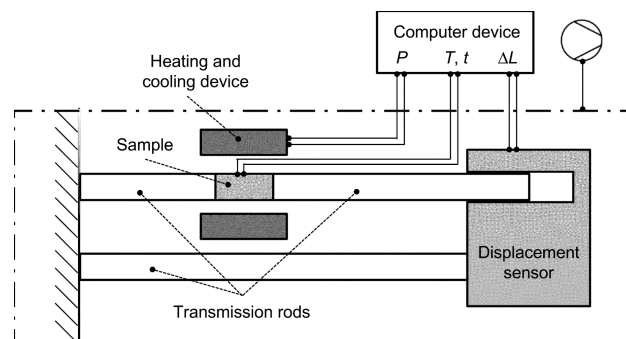 Computer device
P T, t ΔL
Heating and
cooling device
Sample
Displacement
sensor
Transmission rods